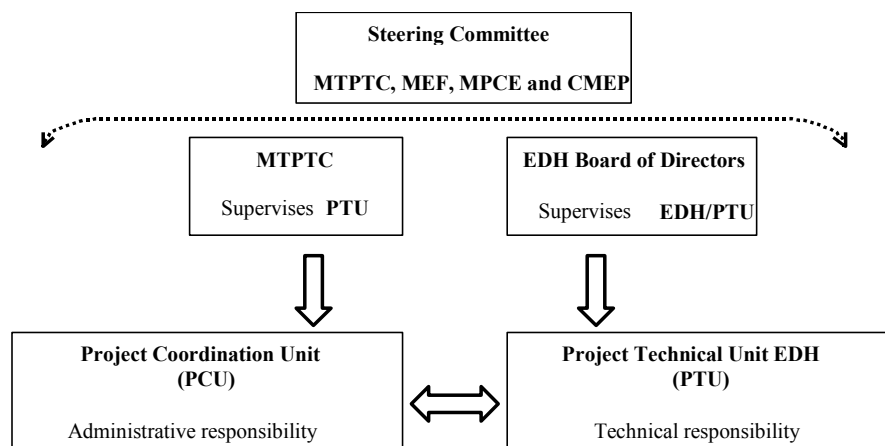 Steering Committee
MTPTC, MEF, MPCE and CMEP
MTPTC
Supervises PTU
EDH Board of Directors
Supervises EDH/PTU
Project Coordination Unit
(PCU)
Administrative responsibility
Project Technical Unit EDH
(PTU)
Technical responsibility